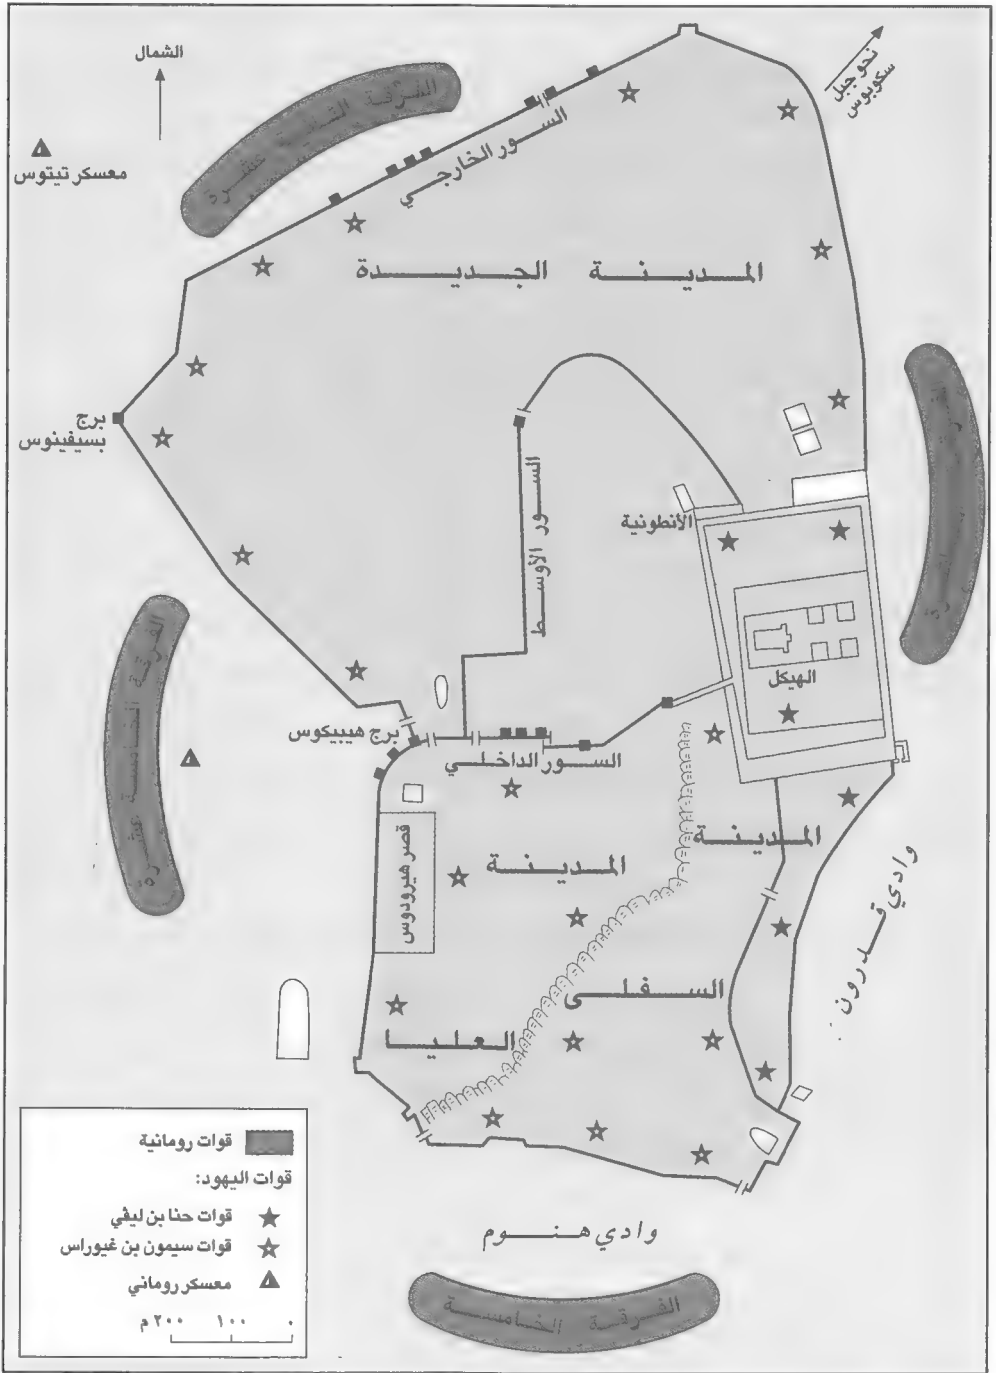 الشمال
نحو جبل
سكوبوس
معسكر تيتوس
الفرقة الثانية عشرة
السور الخارجي
المدينة الجديدة
برج
بسيفينوس
السور الأوسط
الأنطونية
الفرقة العاشرة
الهيكل
الفرقة الخامسة عشرة
برج هيبيكوس
السور الداخلي
قصر هيرودوس
المدينة
العليا
المدينة
السفلى
وادي قدرون
وادي هنوم
الفرقة الخامسة
قوات رومانية
قوات اليهود:
قوات حنا بن ليفي
قوات سيمون بن غيوراس
معسكر روماني
٠ ١٠٠ ٢٠٠ م